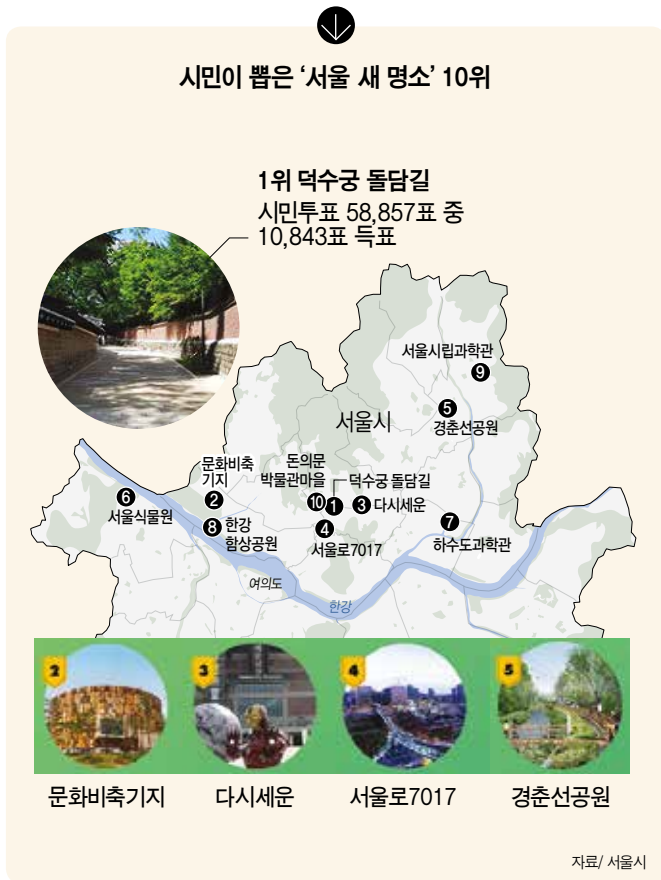 시민이 뽑은 ‘서울 새 명소’ 10위
1위 덕수궁 돌담길
시민투표 58,857표 중
10,843표 득표
서울시립과학관
9
5
경춘선공원
서울시
문화비축
기지
2
돈의문
박물관마을
10
1
덕수궁 돌담길
3 다시세운
6
서울식물원
8 한강
함상공원
4
서울로7017
7
하수도과학관
여의도
한강
2
3
4
5
문화비축기지
다시세운
서울로7017
경춘선공원
자료/ 서울시